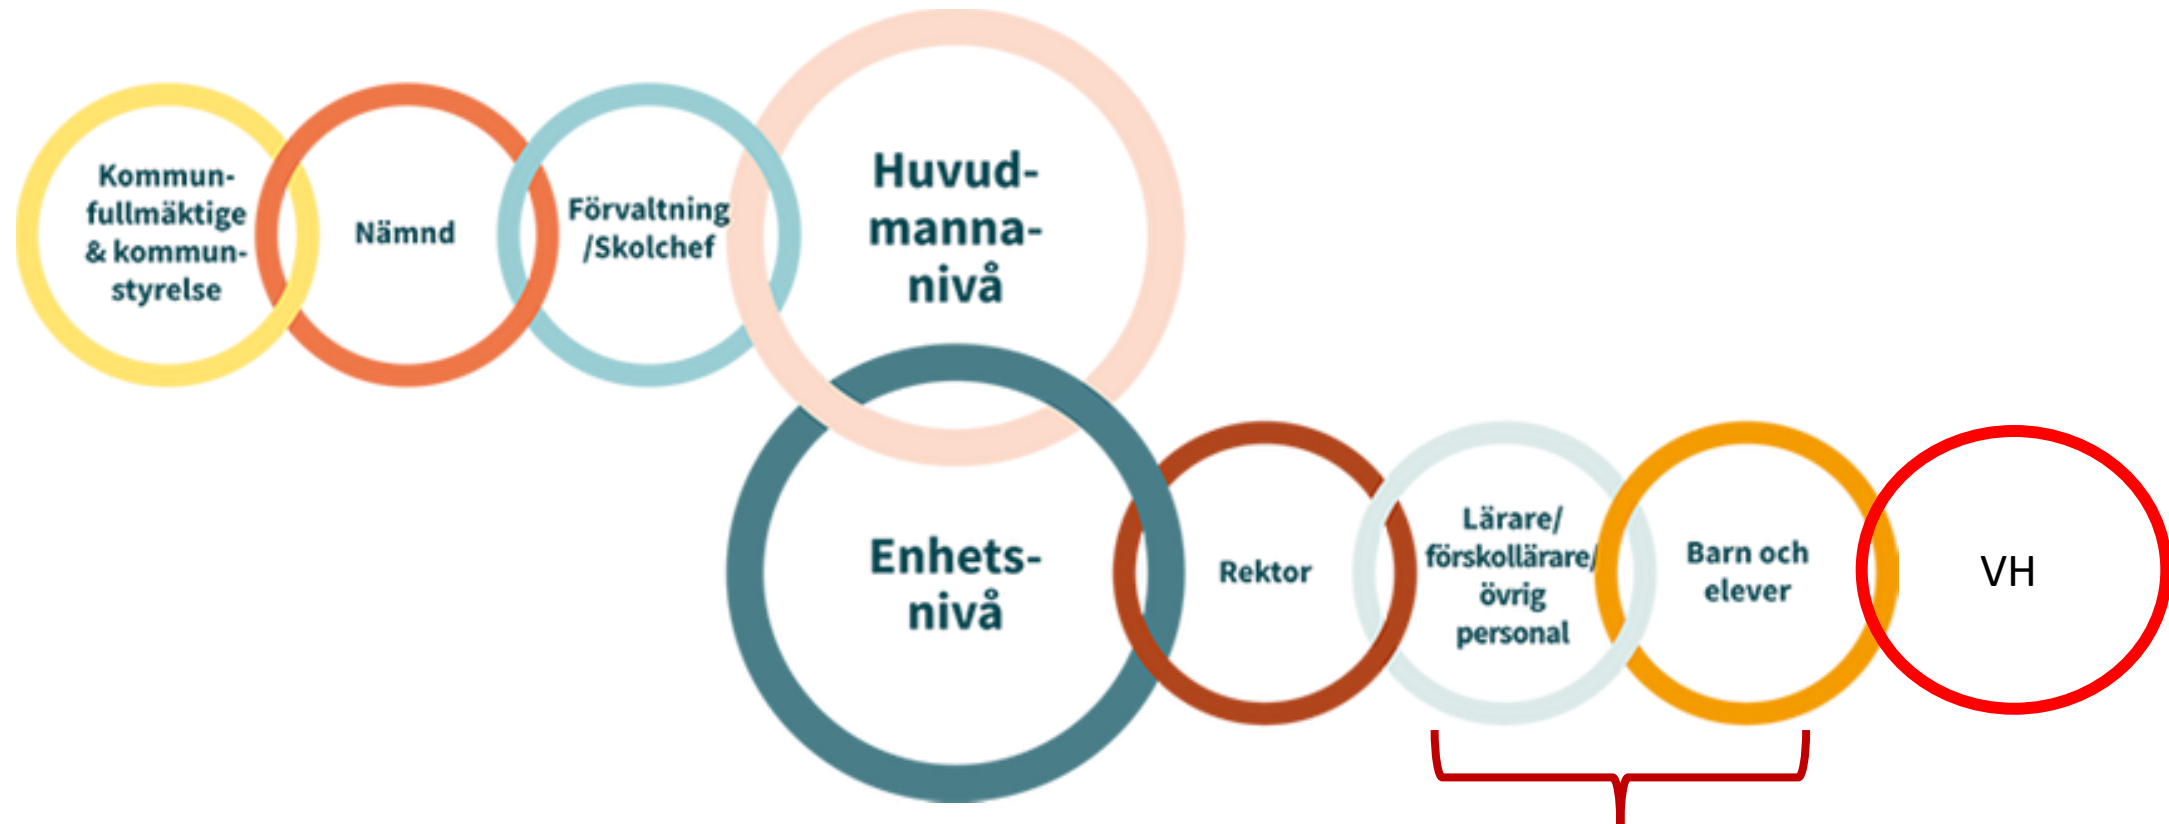 Kommun-
fullmäktige
& kommun-
styrelse
Nämnd
Förvaltning
/Skolchef
Huvud-
manna-
nivå
Enhets-
nivå
Rektor
Lärare/
förskollärare/
övrig
personal
Barn och
elever
VH